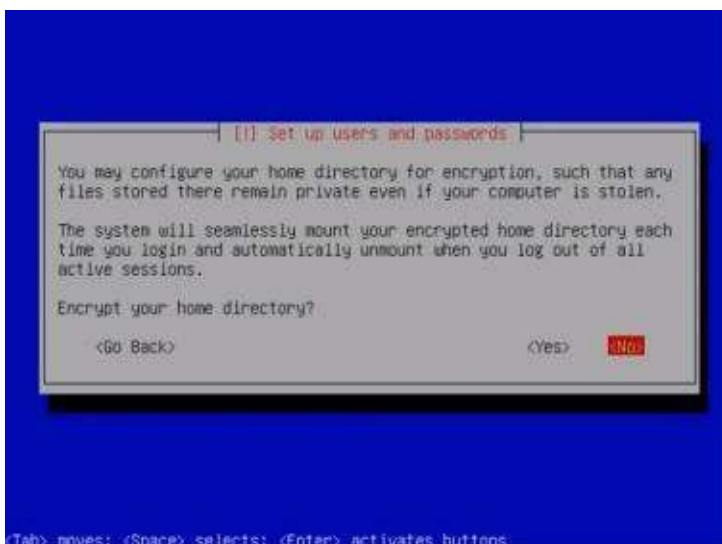 [!] Set up users and passwords
You may configure your home directory for encryption, such that any
files stored there remain private even if your computer is stolen.
The system will seamlessly mount your encrypted home directory each
time you login and automatically unmount when you log out of all
active sessions.
Encrypt your home directory?
<Go Back> <Yes> <No>
<Tab> moves; <Space> selects; <Enter> activates buttons